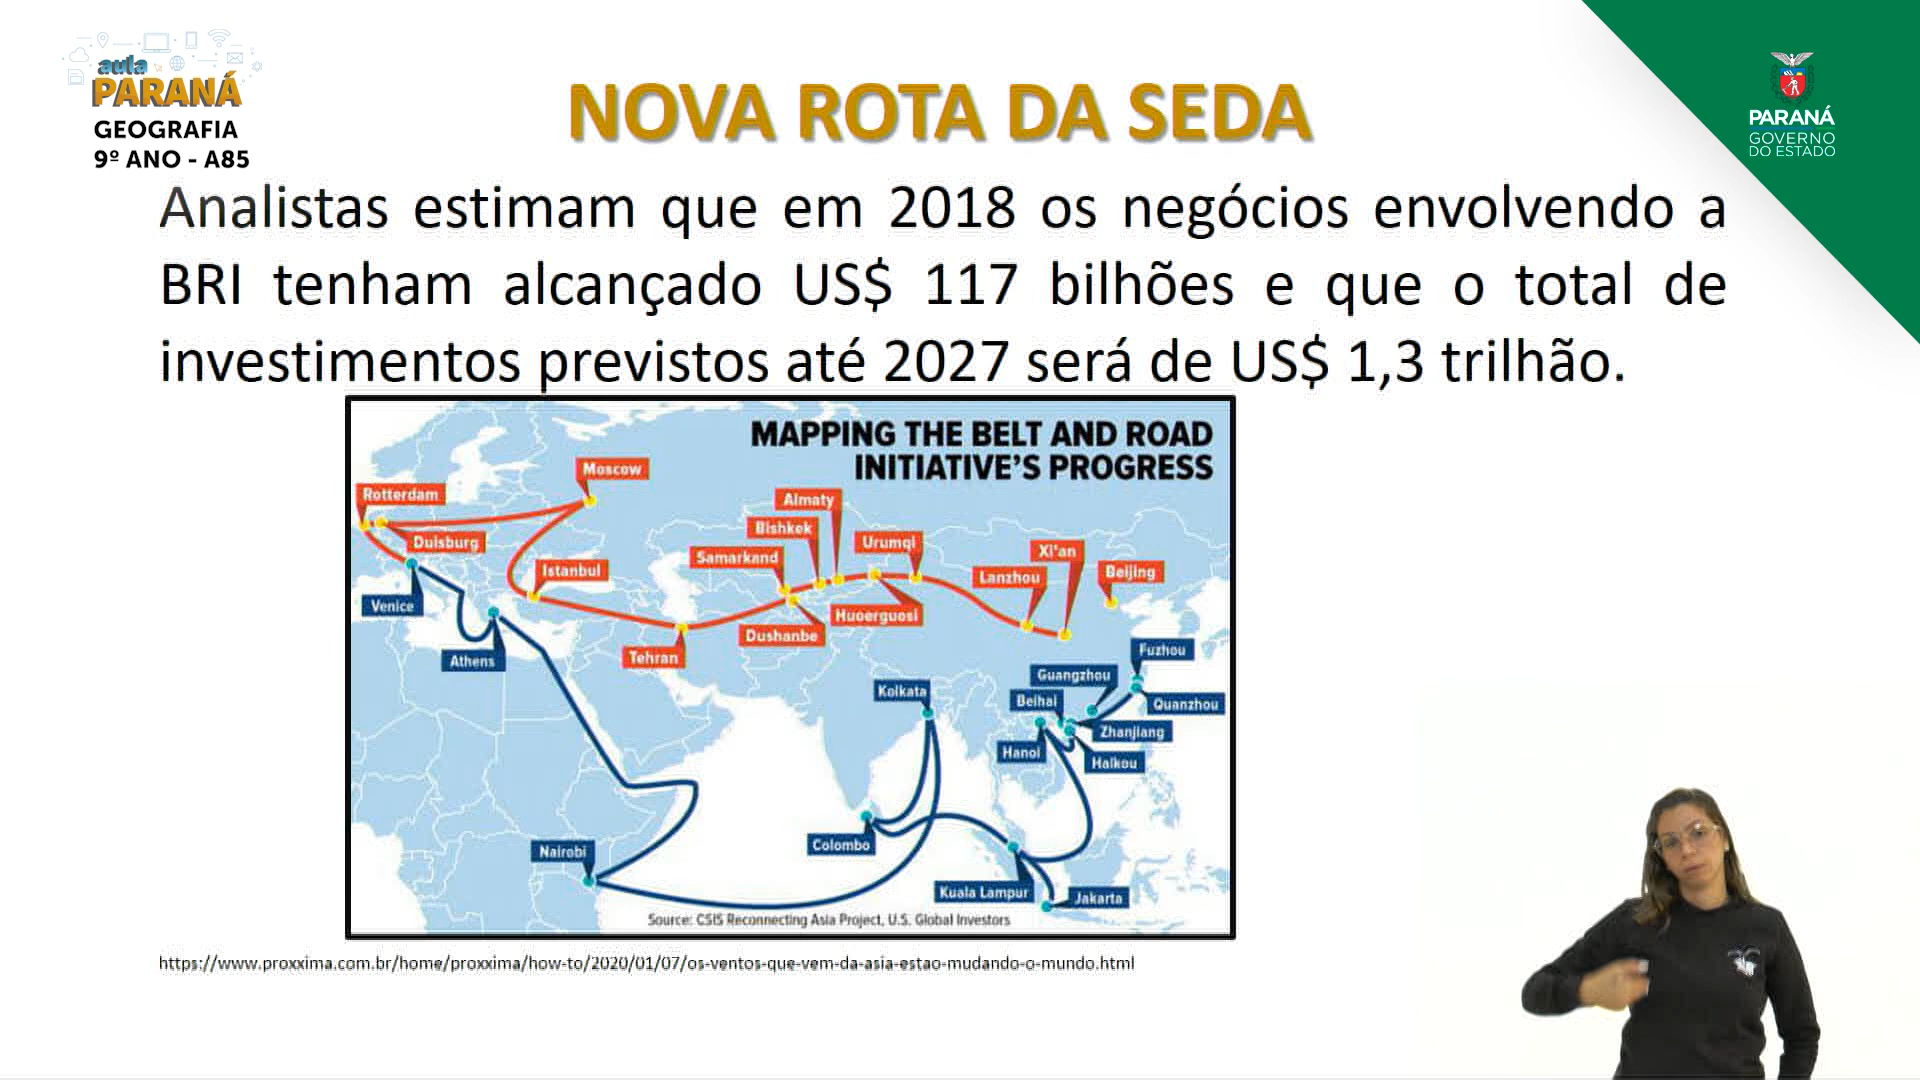 aula
PARANÁ
GEOGRAFIA
9º ANO - A85
NOVA ROTA DA SEDA
PARANÁ
GOVERNO
DO ESTADO
Analistas estimam que em 2018 os negócios envolvendo a
BRI tenham alcançado US$ 117 bilhões e que o total de
investimentos previstos até 2027 será de US$ 1,3 trilhão.
MAPPING THE BELT AND ROAD
INITIATIVE'S PROGRESS
Moscow
Rotterdam
Almaty
Bishkek
Duisburg
Urumqi
Xi'an
Samarkand
Istanbul
Lanzhou
Beijing
Venice
Huoerguosi
Dushanbe
Tehran
Athens
Fuzhou
Guangzhou
Kolkata
Beihai
Quanzhou
Zhanjiang
Hanoi
Haikou
Colombo
Nairobi
Kuala Lampur
Jakarta
Source: CSIS Reconnecting Asia Project, U.S. Global Investors
https://www.proxxima.com.br/home/proxxima/how-to/2020/01/07/os-ventos-que-vem-da-asia-estao-mudando-o-mundo.html